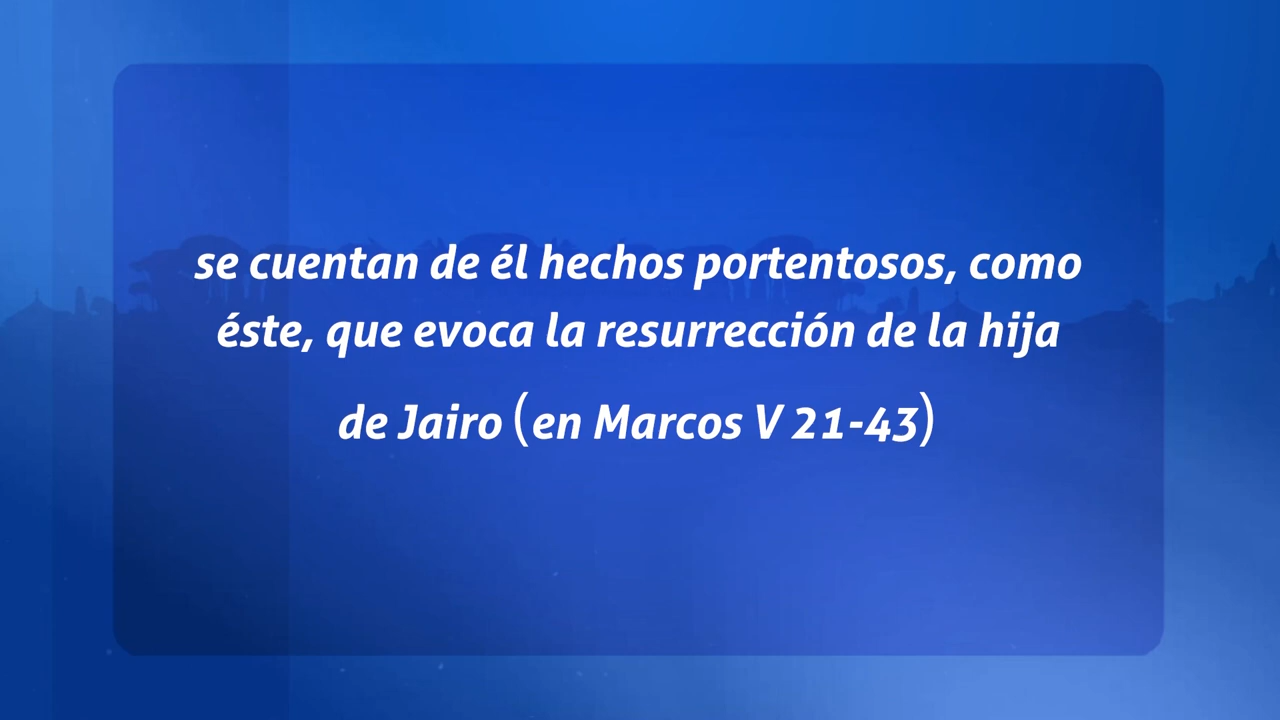 se cuentan de él hechos portentosos, como
éste, que evoca la resurrección de la hija
de Jairo (en Marcos V 21-43)